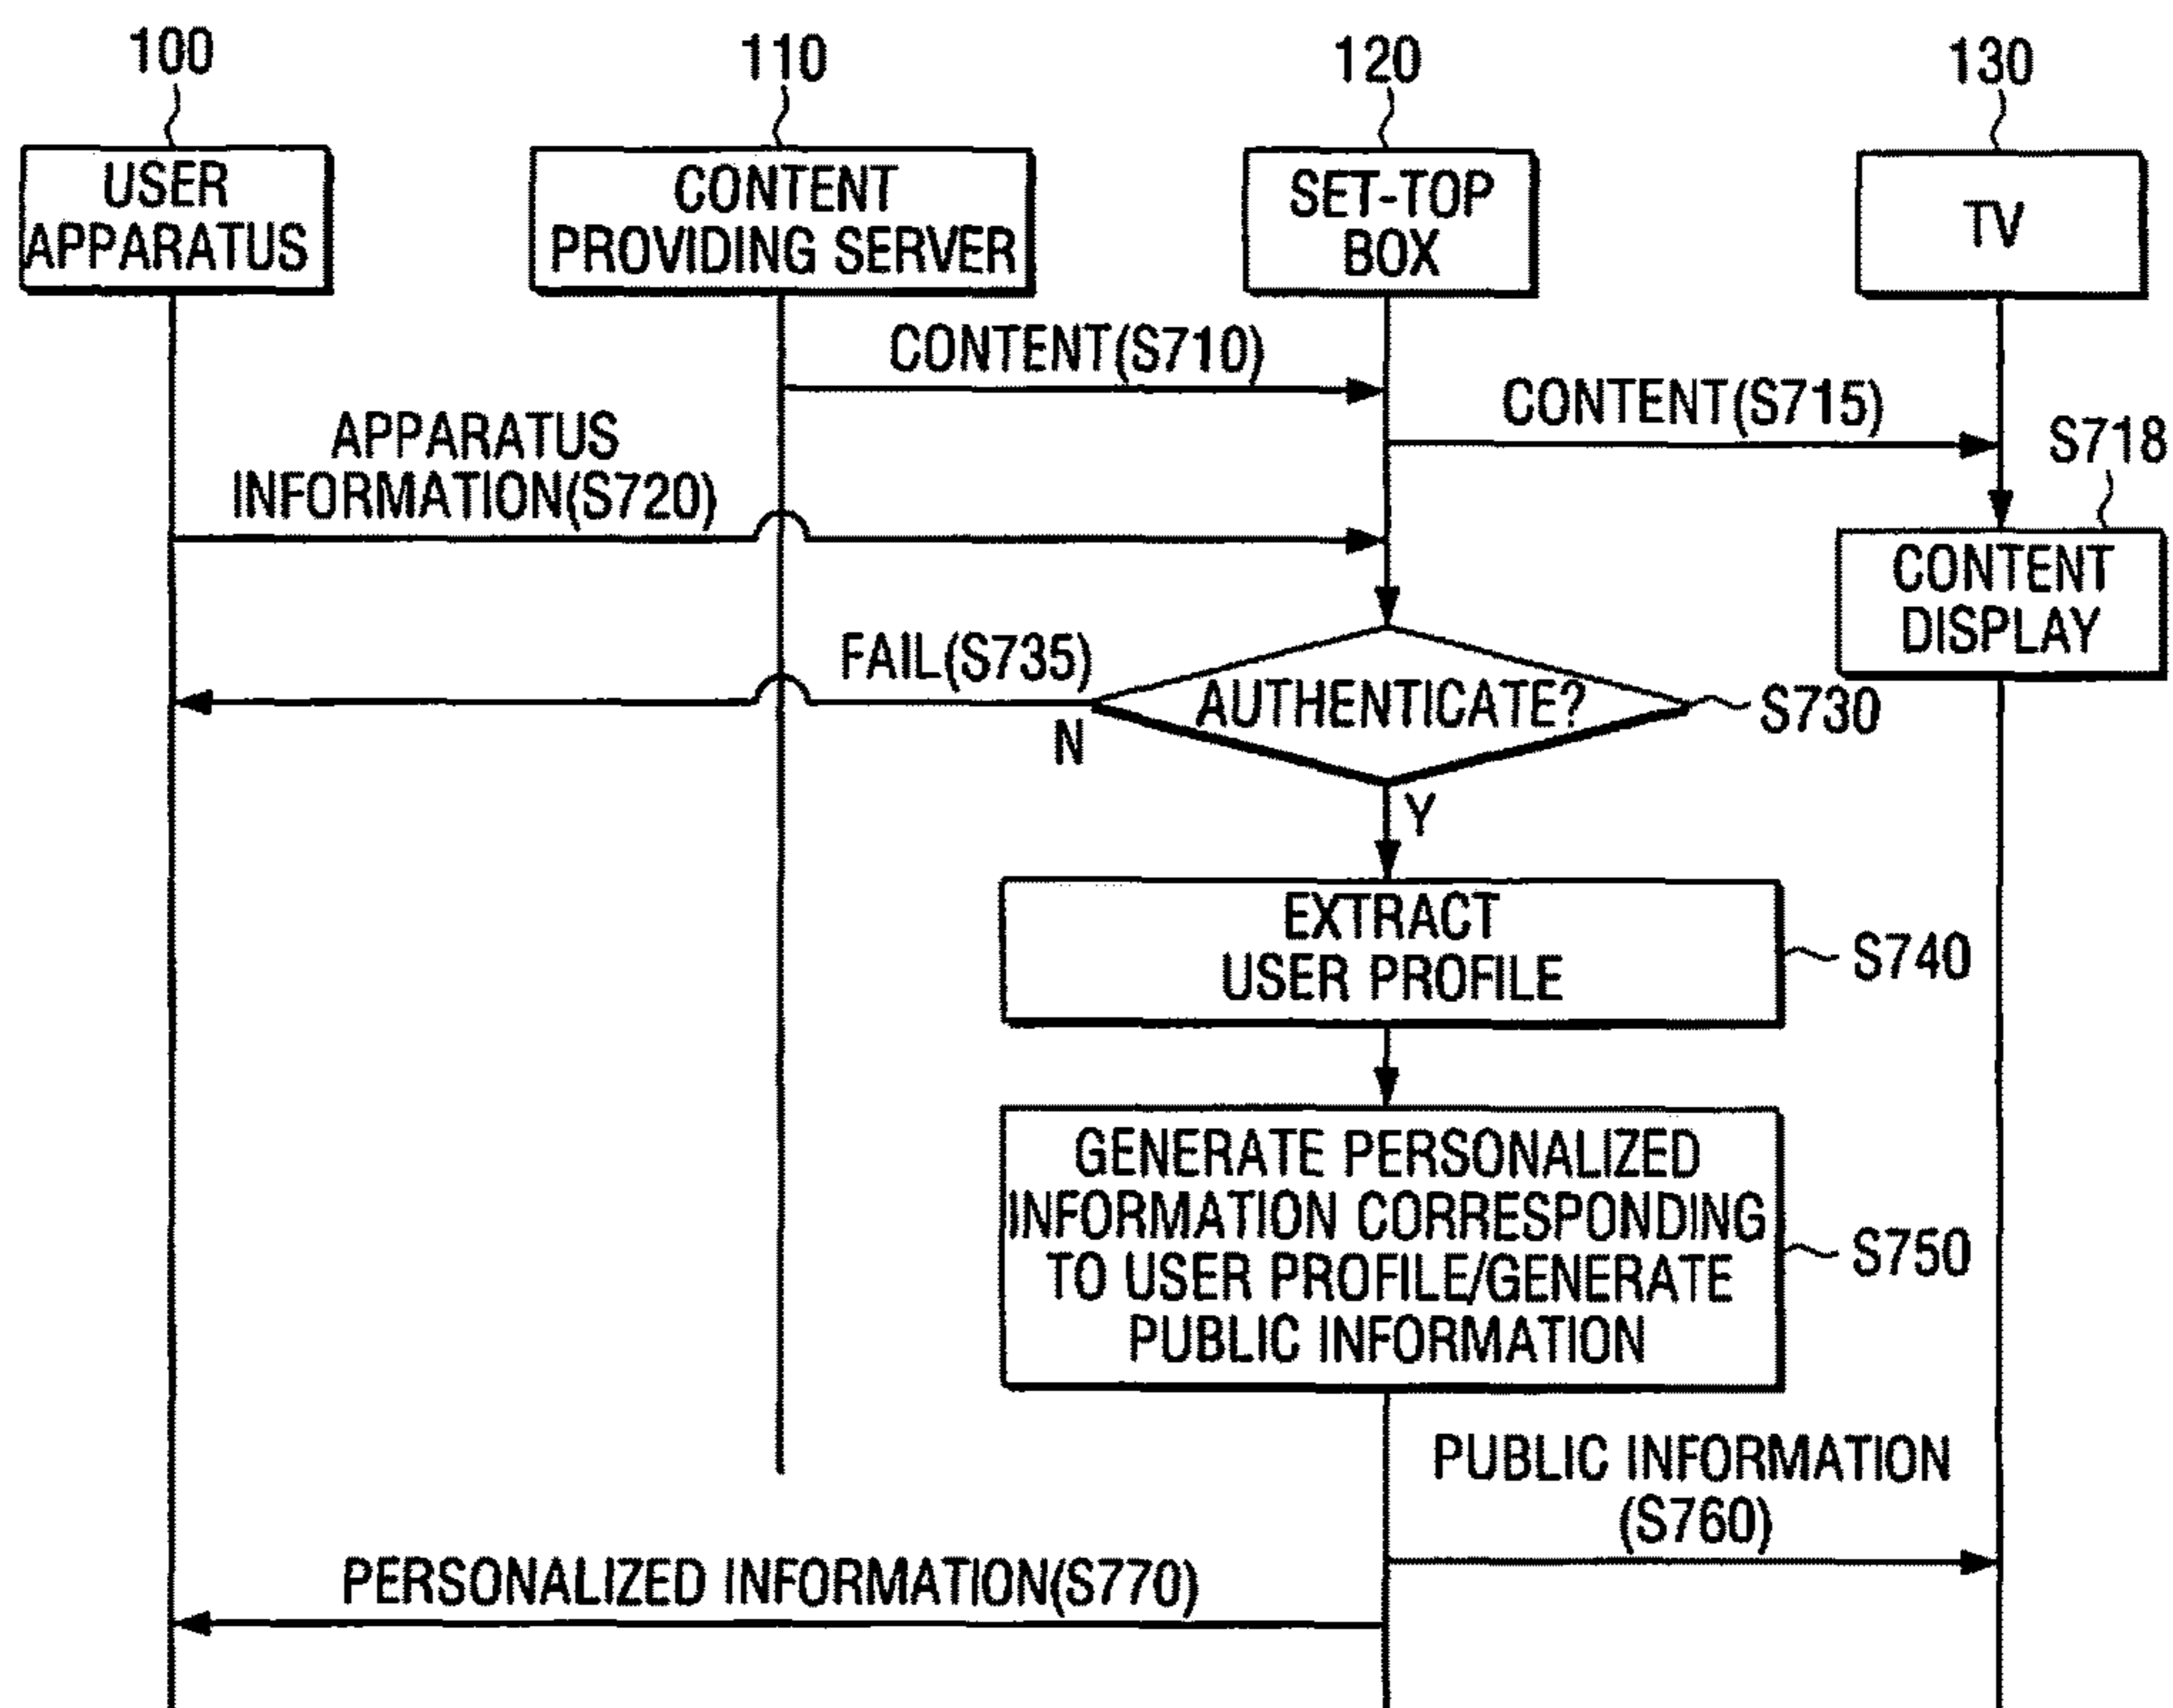 100
110
120
130
USER
APPARATUS
CONTENT
PROVIDING SERVER
SET-TOP
BOX
TV
CONTENT(S710)
CONTENT(S715)
S718
APPARATUS
INFORMATION(S720)
CONTENT
DISPLAY
FAIL(S735)
AUTHENTICATE?
S730
N
Y
EXTRACT
USER PROFILE
S740
GENERATE PERSONALIZED
INFORMATION CORRESPONDING
TO USER PROFILE/GENERATE
PUBLIC INFORMATION
S750
PUBLIC INFORMATION
(S760)
PERSONALIZED INFORMATION(S770)